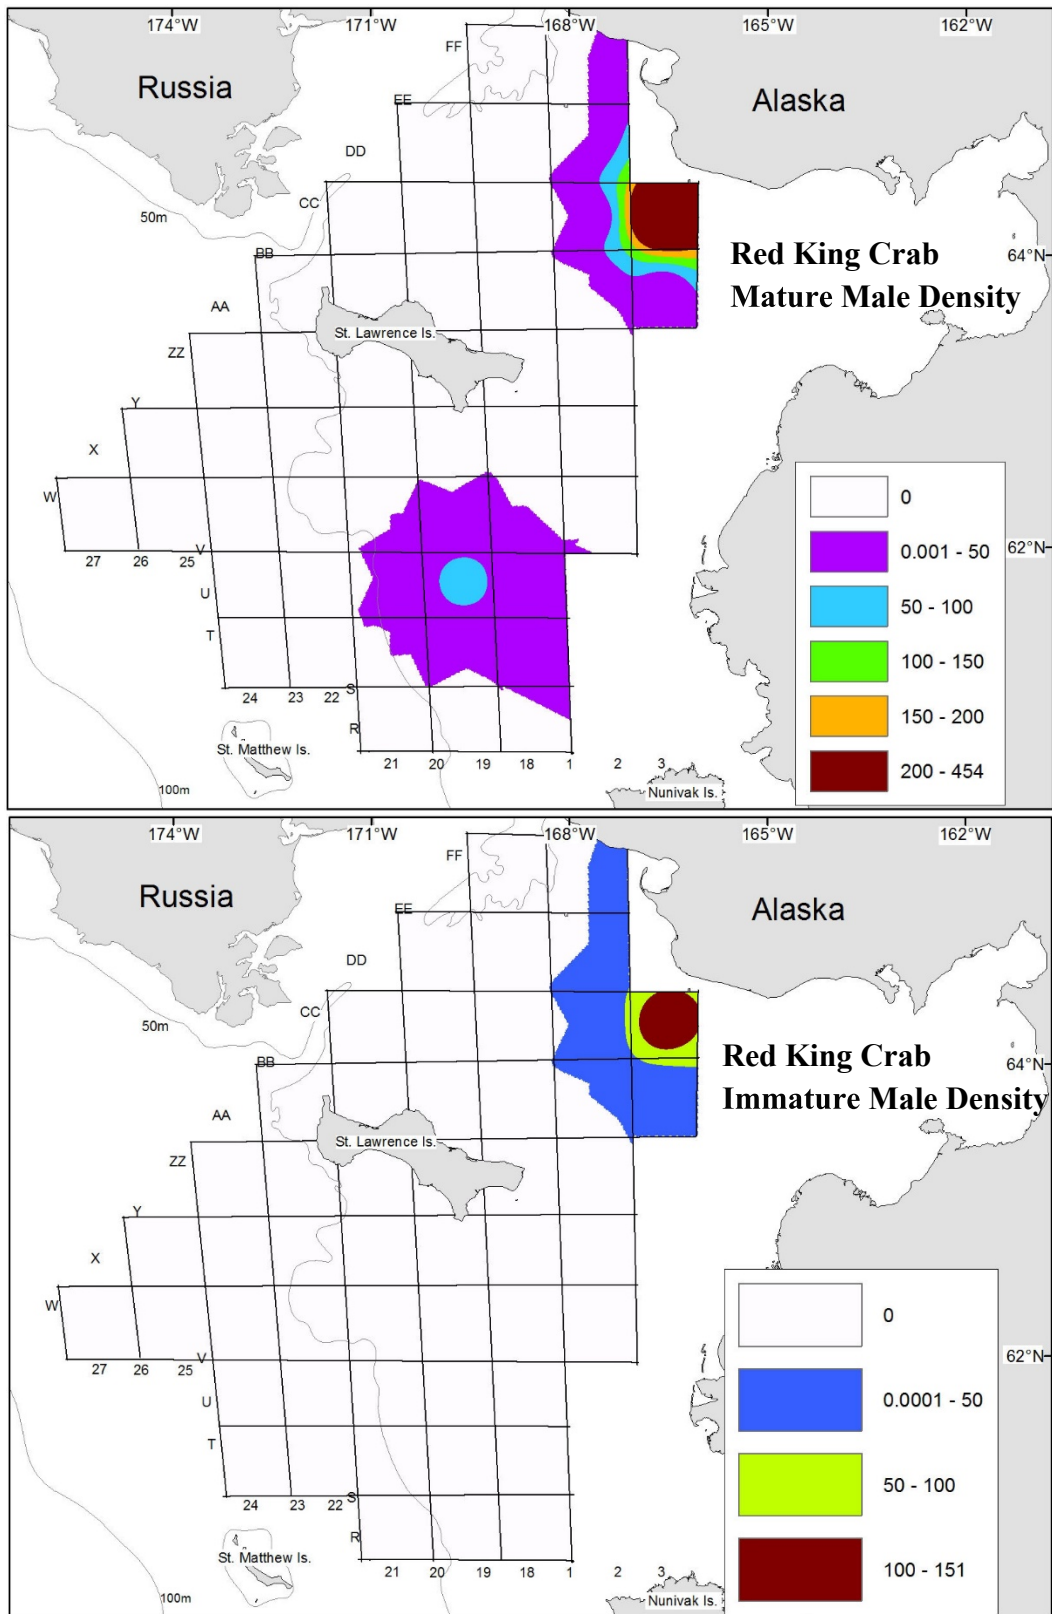 174°W 171°W 168°W 165°W 162°W
FF
Russia
Alaska
EE
DD
CC
50m
BB
64°N
Red King Crab
Mature Male Density
AA
St. Lawrence Is.
ZZ
Y
X
W
0
27 26 25 V
0.001 - 50
62°N
U
50 - 100
T
100 - 150
24 23 22 S
150 - 200
R
St. Matthew Is.
21 20 19 18 1 2 3
200 - 454
100m
Nunivak Is.
174°W 171°W 168°W 165°W 162°W
FF
Russia
Alaska
EE
DD
CC
50m
Red King Crab
BB
64°N
Immature Male Density
AA
St. Lawrence Is.
ZZ
Y
X
W
0
27 26 25 V
62°N
U
0.0001 - 50
T
50 - 100
24 23 22 S
R
St. Matthew Is.
21 20 19 18 1 2 3
100 - 151
100m
Nunivak Is.